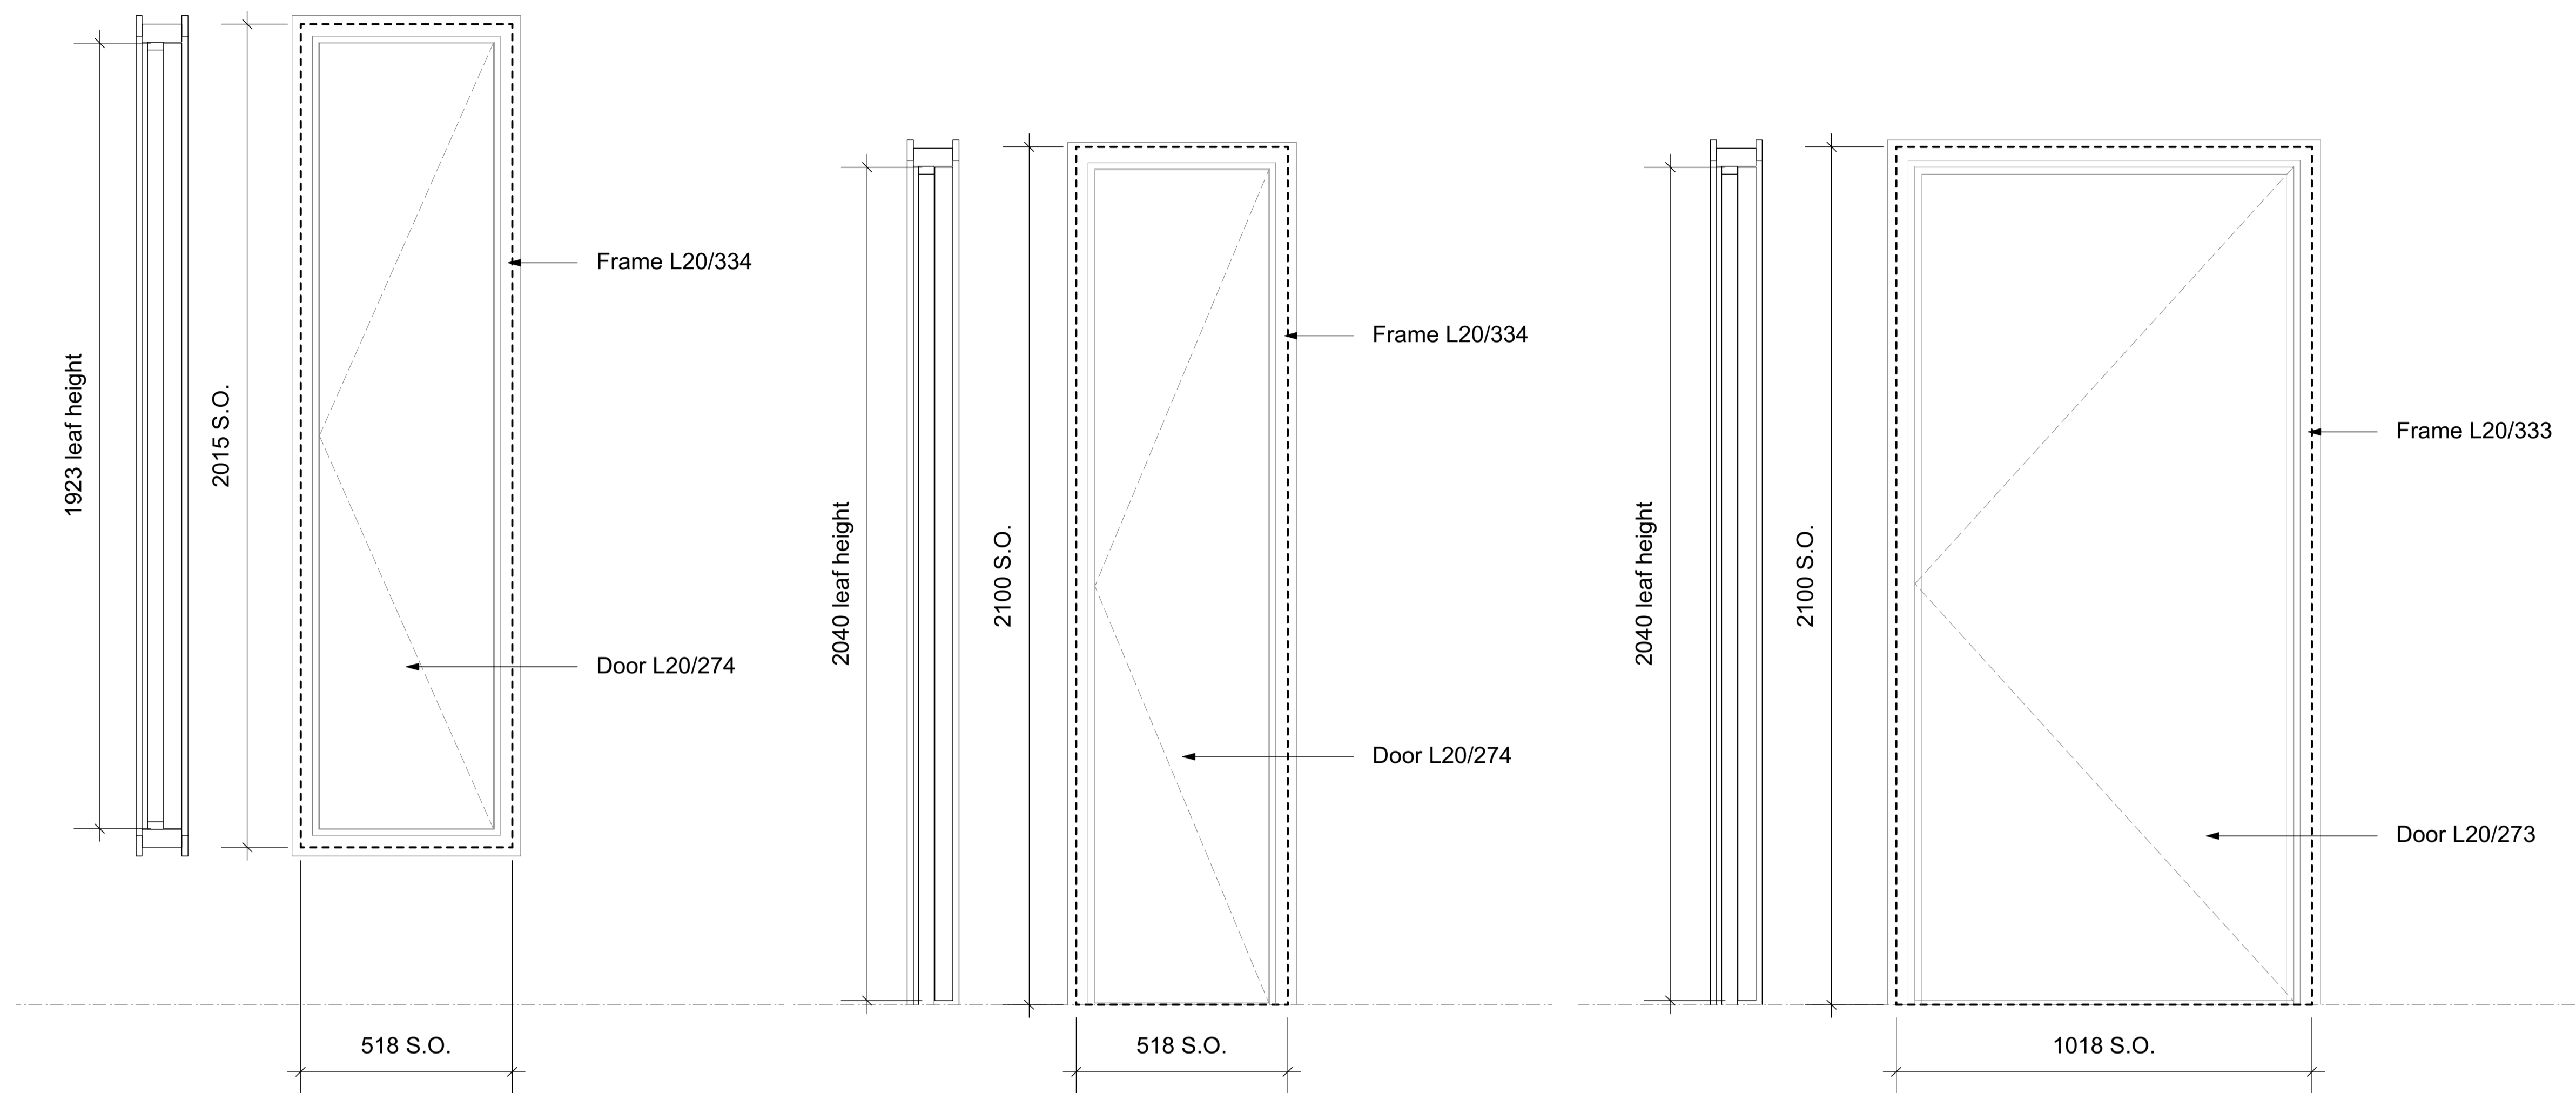 1923 leaf height
2015 S.O.
Frame L20/334
Door L20/274
518 S.O.
2040 leaf height
2100 S.O.
Frame L20/334
Door L20/274
518 S.O.
2040 leaf height
2100 S.O.
Frame L20/333
Door L20/273
1018 S.O.